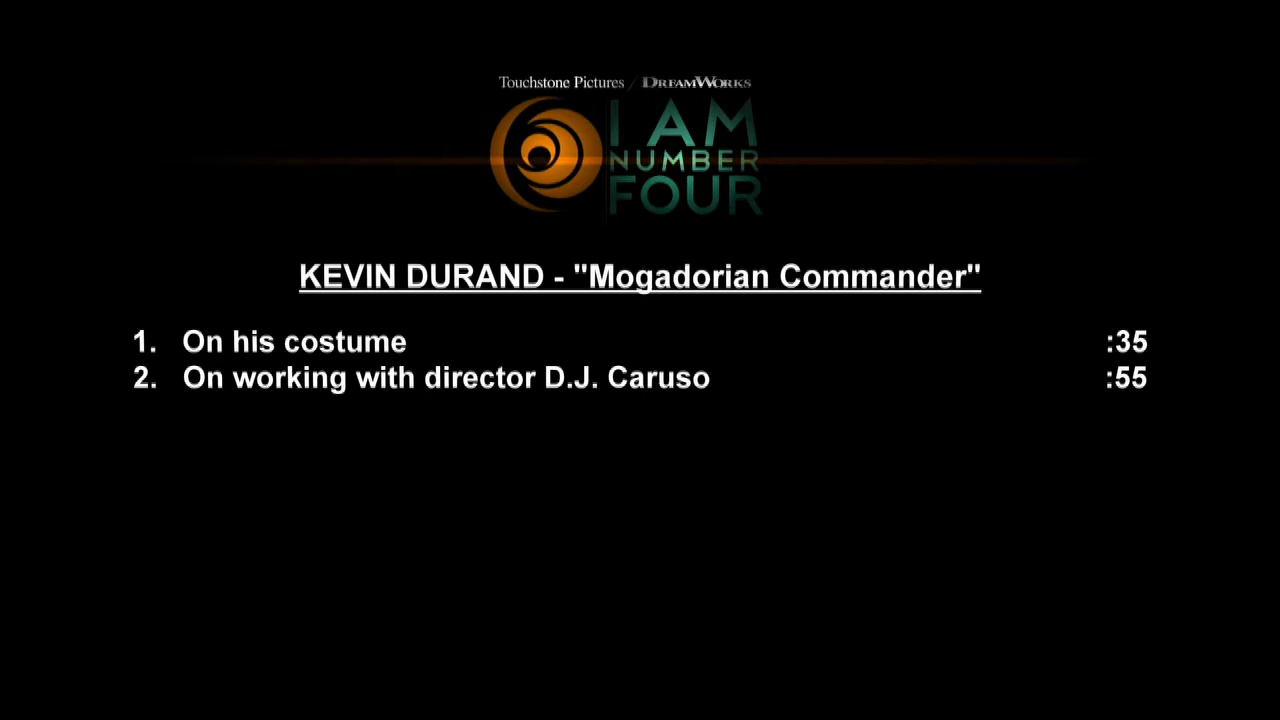 Touchstone Pictures / DREAMWORKS
I AM
NUMBER
FOUR
KEVIN DURAND - "Mogadorian Commander"
1. On his costume :35
2. On working with director D.J. Caruso :55